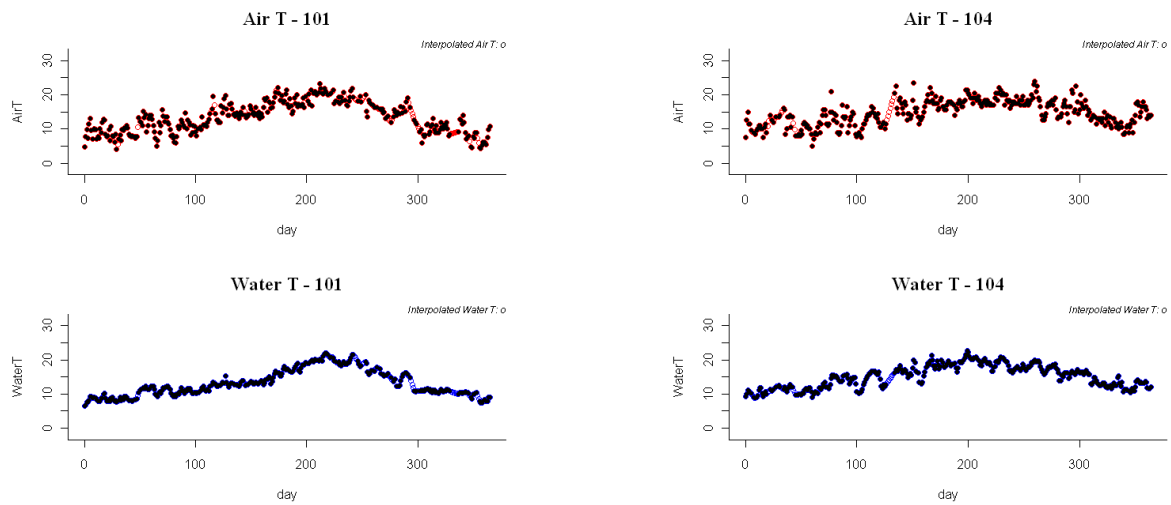 Air T - 101
Interpolated Air T: o
AirT
30
20
10
0
0 100 200 300
day
Air T - 104
Interpolated Air T: o
AirT
30
20
10
0
0 100 200 300
day
Water T - 101
Interpolated Water T: o
WaterT
30
20
10
0
0 100 200 300
day
Water T - 104
Interpolated Water T: o
WaterT
30
20
10
0
0 100 200 300
day